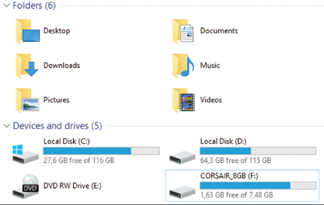 Folders (6)
Desktop
Documents
Downloads
Music
Pictures
Videos
Devices and drives (5)
Local Disk (C:)
27,6 GB free of 116 GB
Local Disk (D:)
64,3 GB free of 115 GB
DVD RW Drive (E:)
DVD
CORSAIR_8GB (F:)
1,63 GB free of 7,48 GB